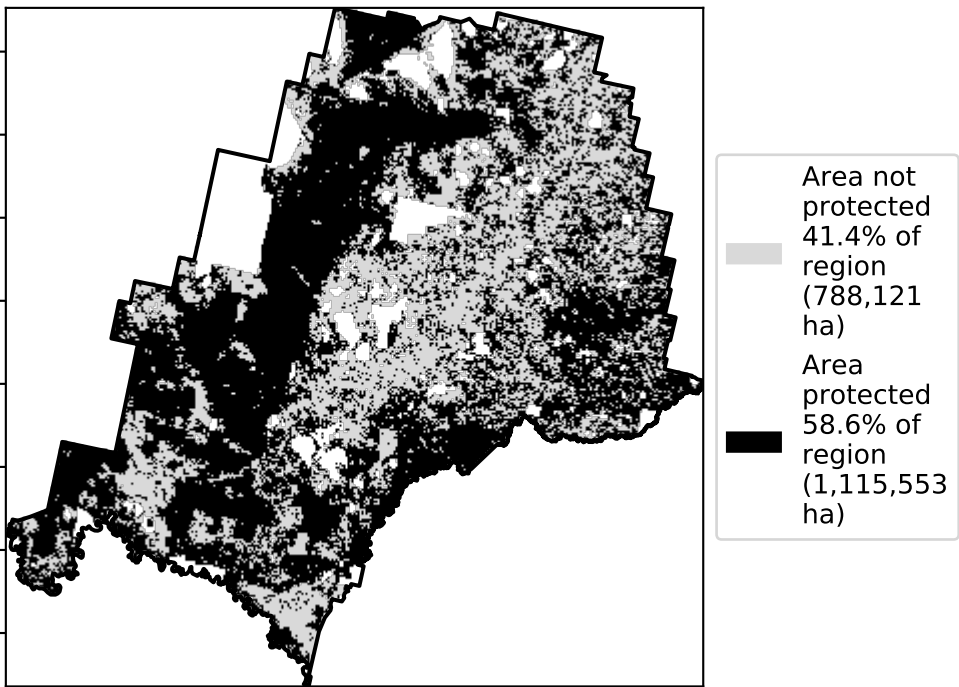 Area not
protected
41.4% of
region
(788,121
ha)
Area
protected
58.6% of
region
(1,115,553
ha)